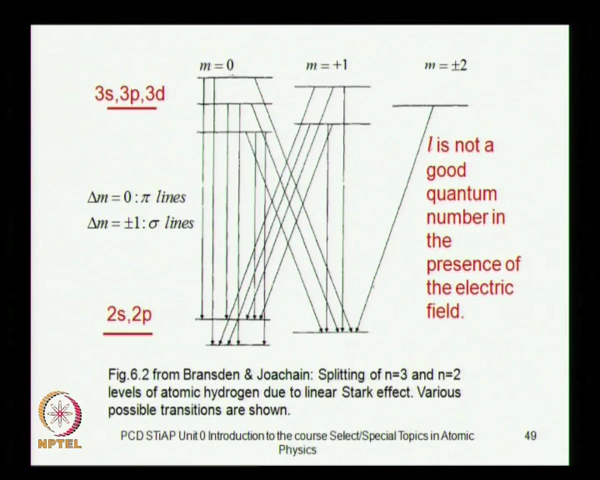 m = 0
m = +1
m = ±2
3s,3p,3d
l is not a
good
quantum
number in
the
presence of
the electric
field.
Δm = 0 : π lines
Δm = ±1: σ lines
2s,2p
Fig.6.2 from Bransden & Joachain: Splitting of n=3 and n=2
levels of atomic hydrogen due to linear Stark effect. Various
possible transitions are shown.
NPTEL
PCD STiAP Unit 0 Introduction to the course Select/Special Topics in Atomic
Physics
49